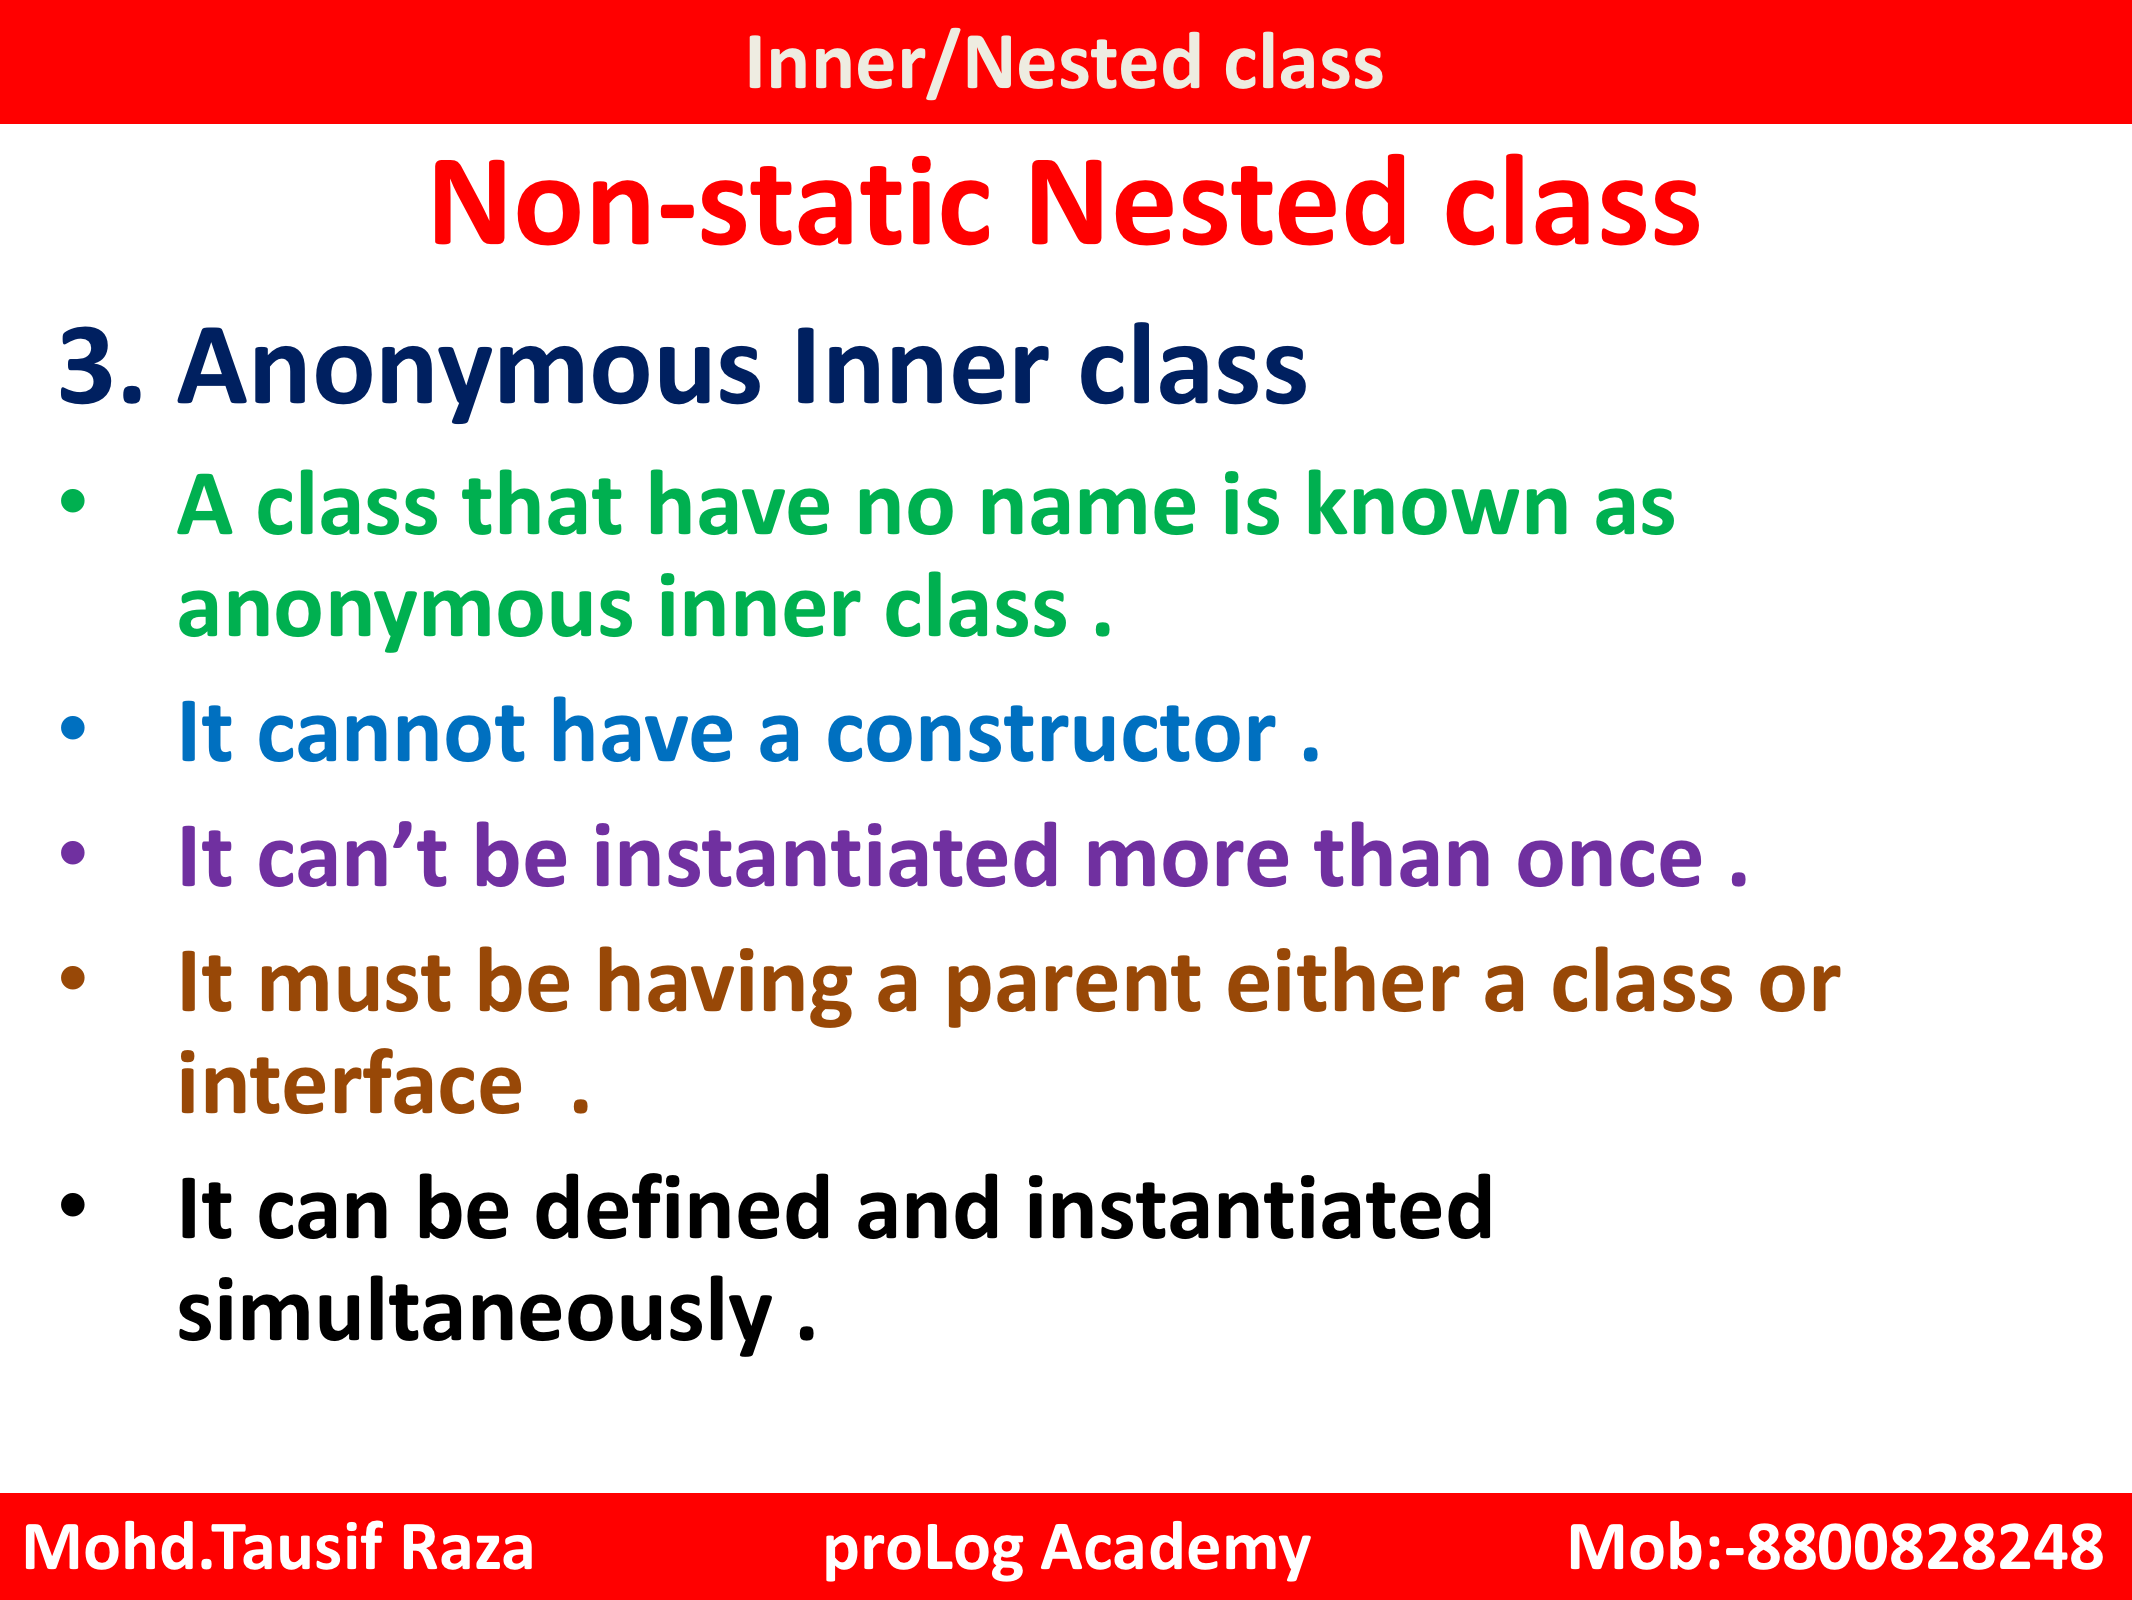 Inner/Nested class
Non-static Nested class
3. Anonymous Inner class
• A class that have no name is known as
anonymous inner class .
• It cannot have a constructor .
• It can’t be instantiated more than once .
• It must be having a parent either a class or
interface  .
• It can be defined and instantiated
simultaneously .
Mohd.Tausif Raza proLog Academy Mob:-8800828248